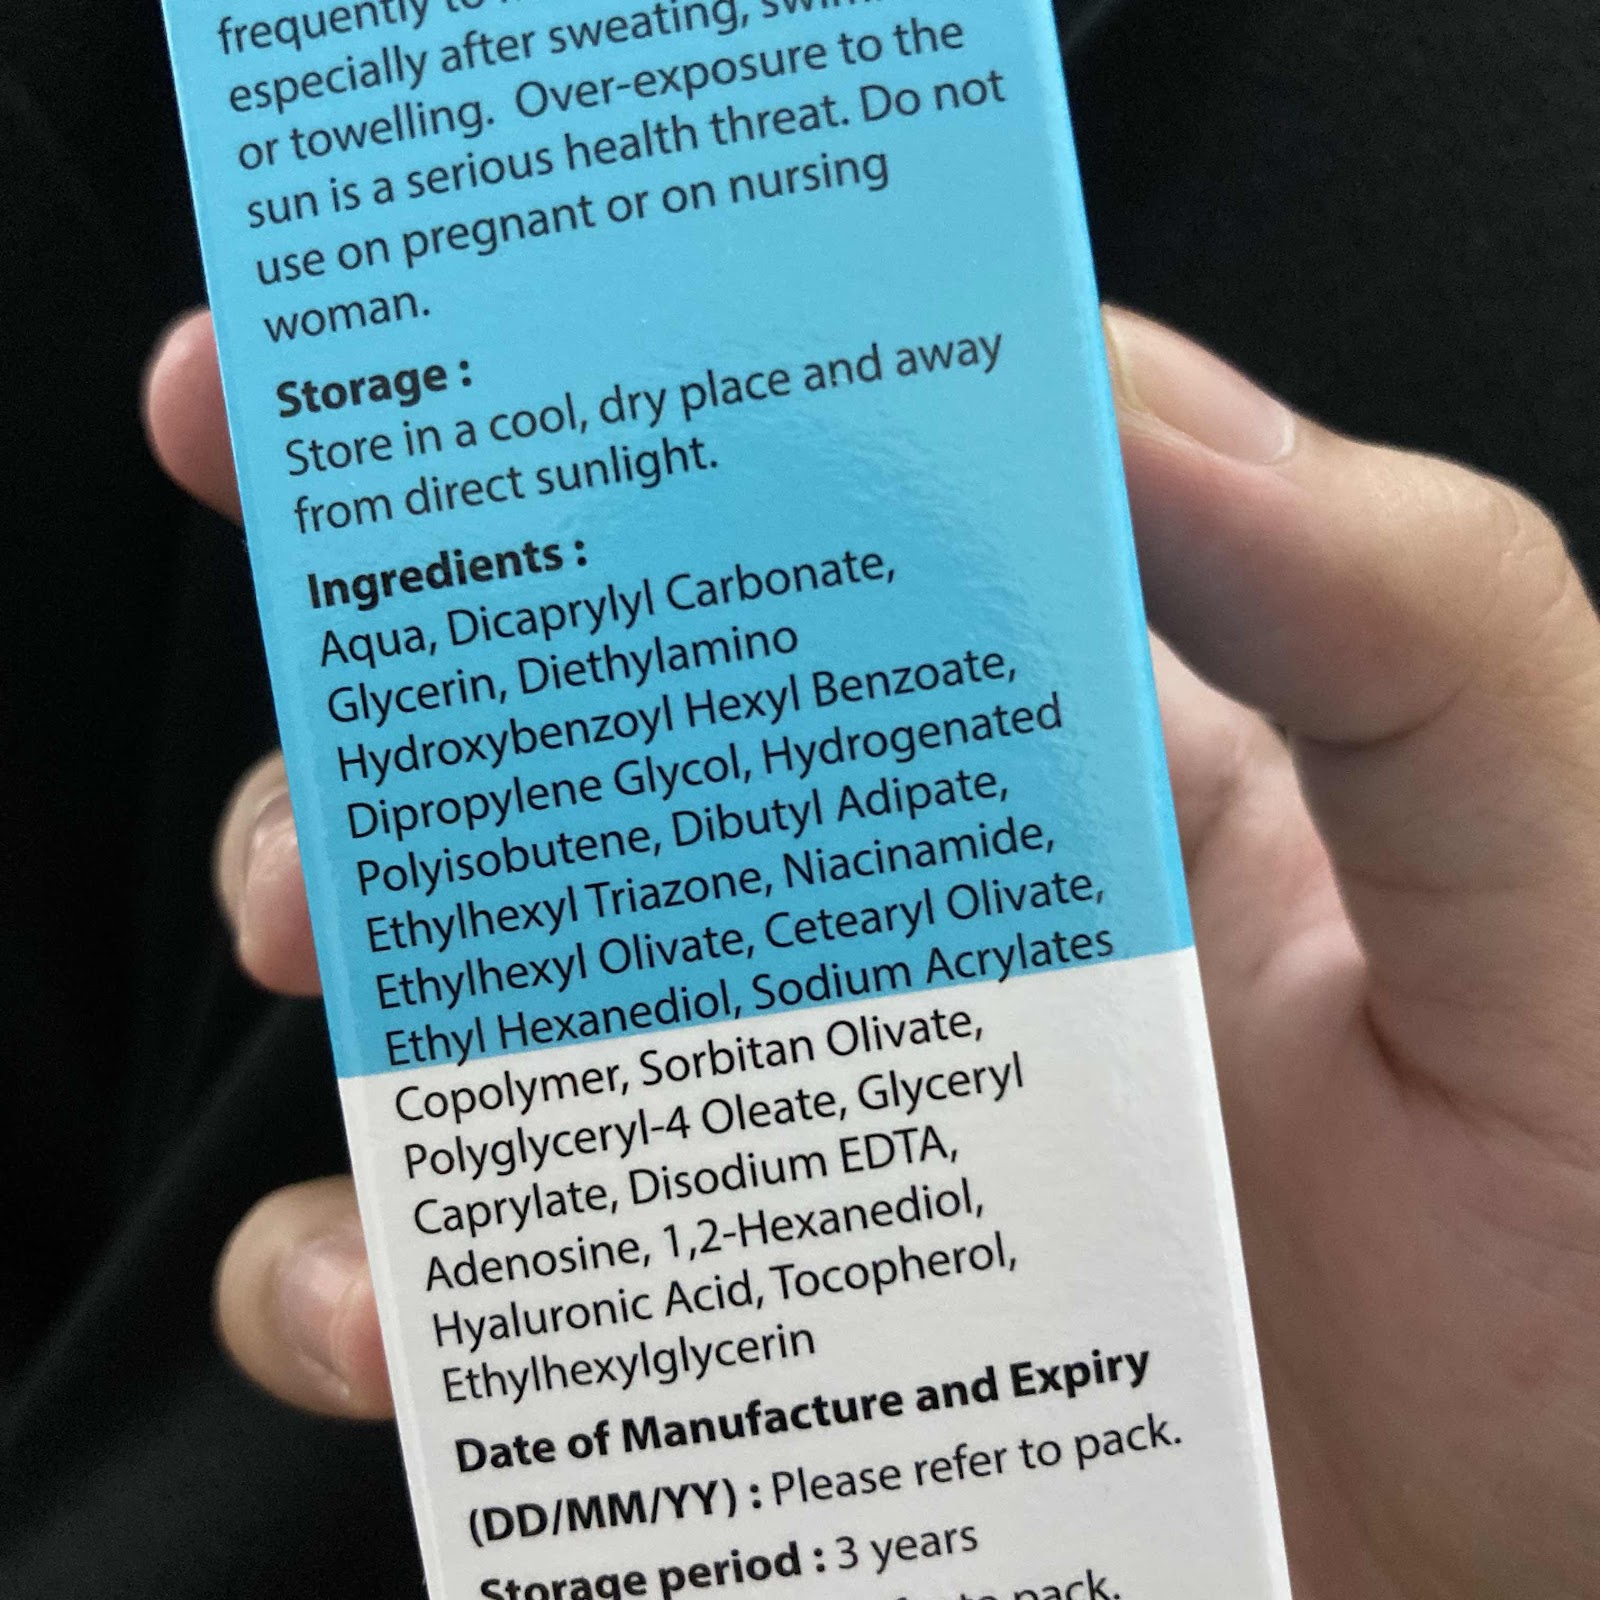 frequently to
especially after sweating,
or towelling. Over-exposure to the
sun is a serious health threat. Do not
use on pregnant or on nursing
woman.
Storage :
Store in a cool, dry place and away
from direct sunlight.
Ingredients :
Aqua, Dicaprylyl Carbonate,
Glycerin, Diethylamino
Hydroxybenzoyl Hexyl Benzoate,
Dipropylene Glycol, Hydrogenated
Polyisobutene, Dibutyl Adipate,
Ethylhexyl Triazone, Niacinamide,
Ethylhexyl Olivate, Cetearyl Olivate,
Ethyl Hexanediol, Sodium Acrylates
Copolymer, Sorbitan Olivate,
Polyglyceryl-4 Oleate, Glyceryl
Caprylate, Disodium EDTA,
Adenosine, 1,2-Hexanediol,
Hyaluronic Acid, Tocopherol,
Ethylhexylglycerin
Date of Manufacture and Expiry
(DD/MM/YY) : Please refer to pack.
Storage period : 3 years
to pack.